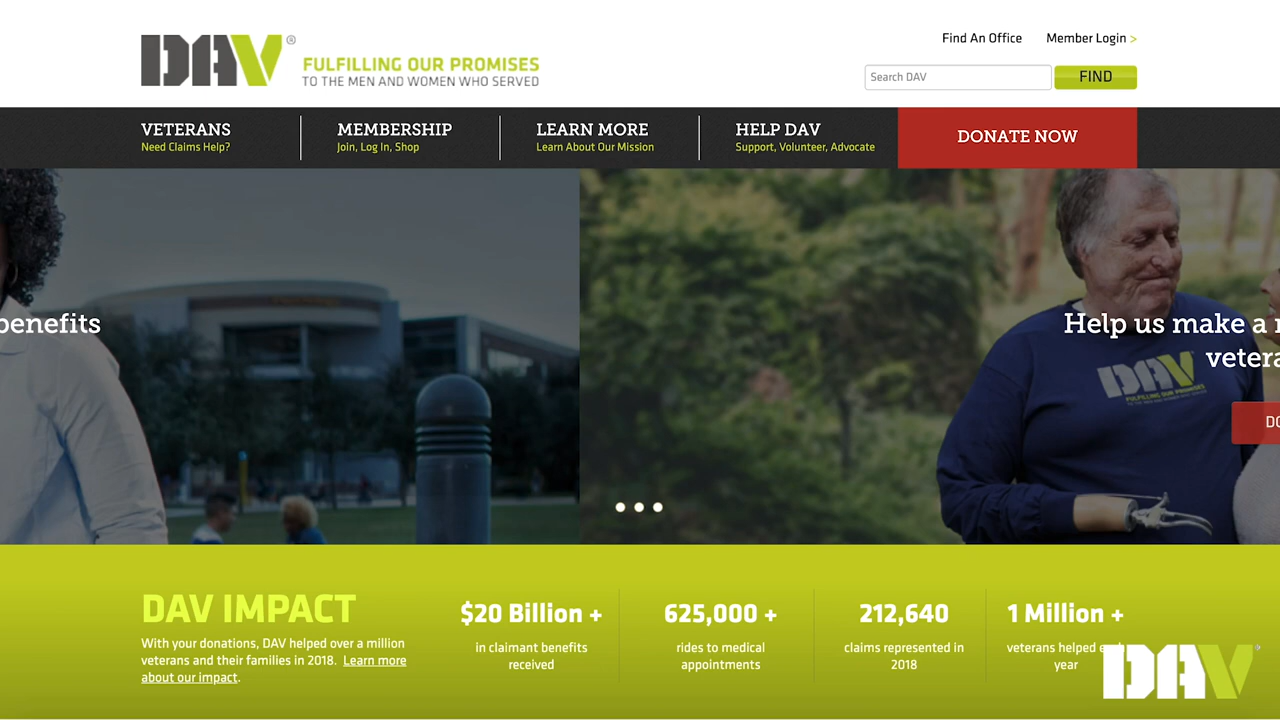 DAV®
FULFILLING OUR PROMISES
TO THE MEN AND WOMEN WHO SERVED
Find An Office
Member Login >
Search DAV
FIND
VETERANS
Need Claims Help?
MEMBERSHIP
Join, Log In, Shop
LEARN MORE
Learn About Our Mission
HELP DAV
Support, Volunteer, Advocate
DONATE NOW
benefits
Help us make a
DAV
FULFILLING OUR PROMISES
DAV IMPACT
With your donations, DAV helped over a million
veterans and their families in 2018. Learn more
about our impact.
$20 Billion +
in claimant benefits
received
625,000 +
rides to medical
appointments
212,640
claims represented in
2018
1 Million +
veterans helped
year
DAV